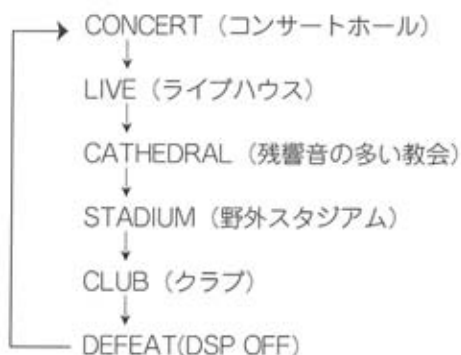 CONCERT（コンサートホール）
LIVE（ライブハウス）
CATHEDRAL（残響音の多い教会）
STADIUM（野外スタジアム）
CLUB（クラブ）
DEFEAT(DSP OFF)